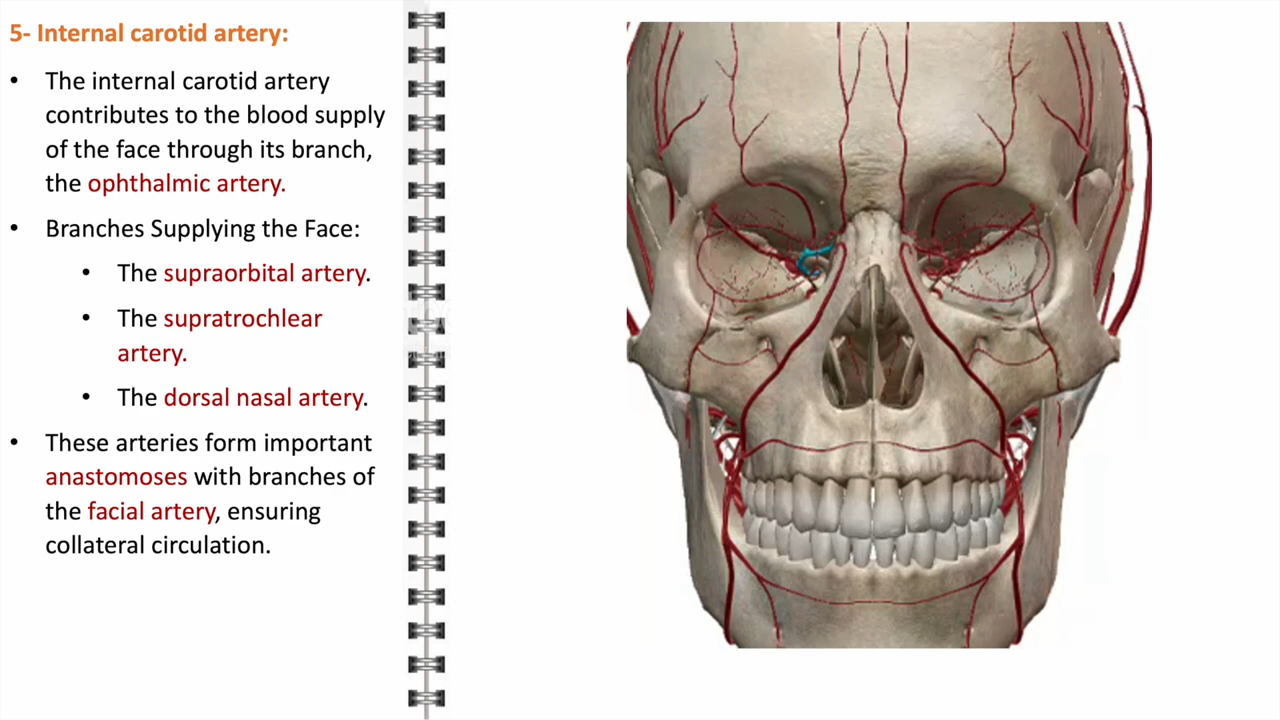 5- Internal carotid artery:
• The internal carotid artery
contributes to the blood supply
of the face through its branch,
the ophthalmic artery.
• Branches Supplying the Face:
• The supraorbital artery.
• The supratrochlear
artery.
• The dorsal nasal artery.
• These arteries form important
anastomoses with branches of
the facial artery, ensuring
collateral circulation.